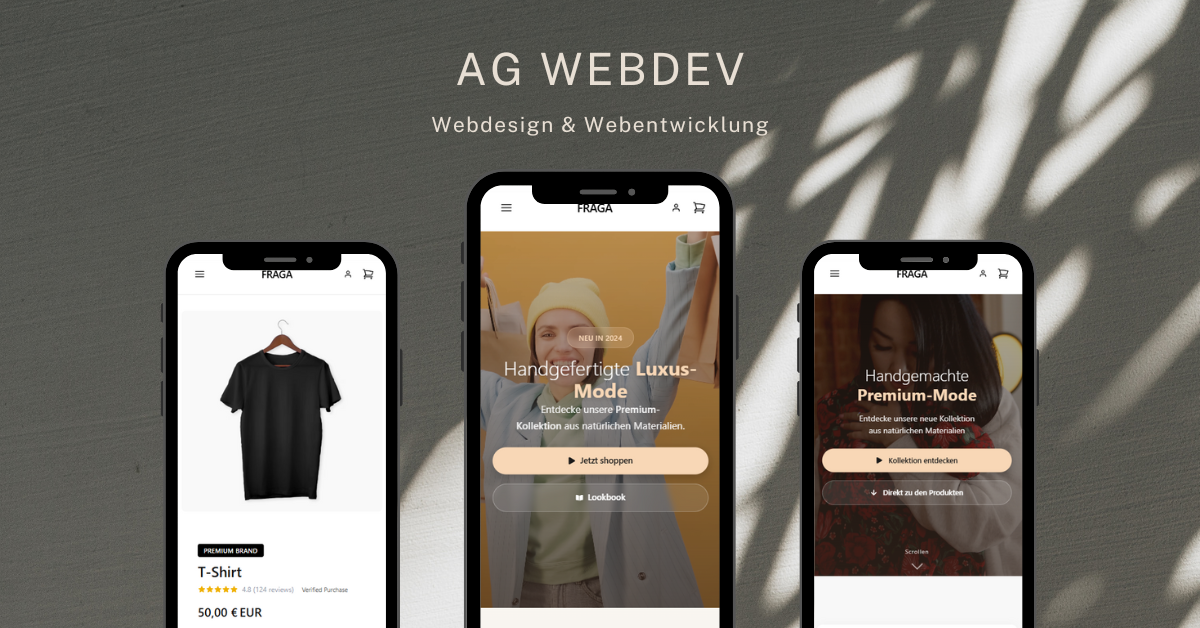 AG WEBDEV
Webdesign & Webentwicklung
FRAGA
PREMIUM BRAND
T-Shirt
4.8 (124 reviews) Verified Purchase
50,00 € EUR
FRAGA
NEU IN 2024
Handgefertigte Luxus-
Mode
Entdecke unsere Premium-
Kollektion aus natürlichen Materialien.
Jetzt shoppen
Lookbook
FRAGA
Handgemachte
Premium-Mode
Entdecke unsere neue Kollektion
aus natürlichen Materialien
Kollektion entdecken
Direkt zu den Produkten
Scrollen